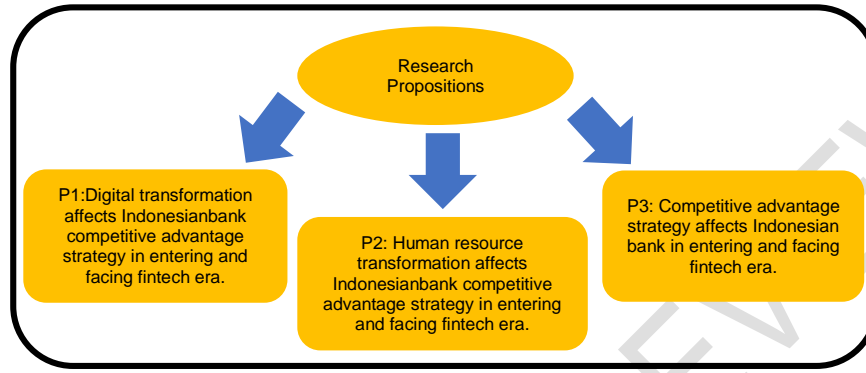 Research
Propositions
P1:Digital transformation
affects Indonesianbank
competitive advantage
strategy in entering and
facing fintech era.
P2: Human resource
transformation affects
Indonesianbank competitive
advantage strategy in entering
and facing fintech era.
P3: Competitive advantage
strategy affects Indonesian
bank in entering and facing
fintech era.